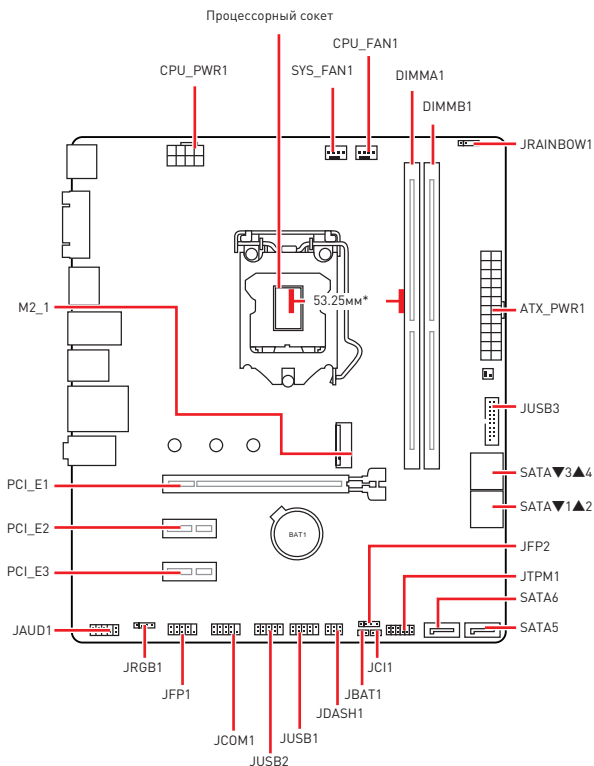 Процессорный сокет
CPU_FAN1
CPU_PWR1
SYS_FAN1
DIMMA1
DIMMB1
JRAINBOW1
M2_1
53.25мм*
ATX_PWR1
JUSB3
SATA▼3▲4
PCI_E1
SATA▼1▲2
PCI_E2
BAT1
JFP2
PCI_E3
JTPM1
SATA6
JAUD1
SATA5
JRGB1
JCI1
JFP1
JBAT1
JDASH1
JCOM1
JUSB1
JUSB2